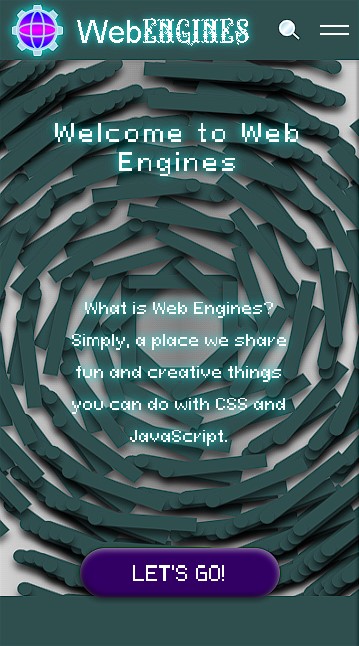 WebENGINES
Welcome to Web
Engines
What is Web Engines?
Simply, a place we share
fun and creative things
you can do with CSS and
JavaScript.
LET'S GO!